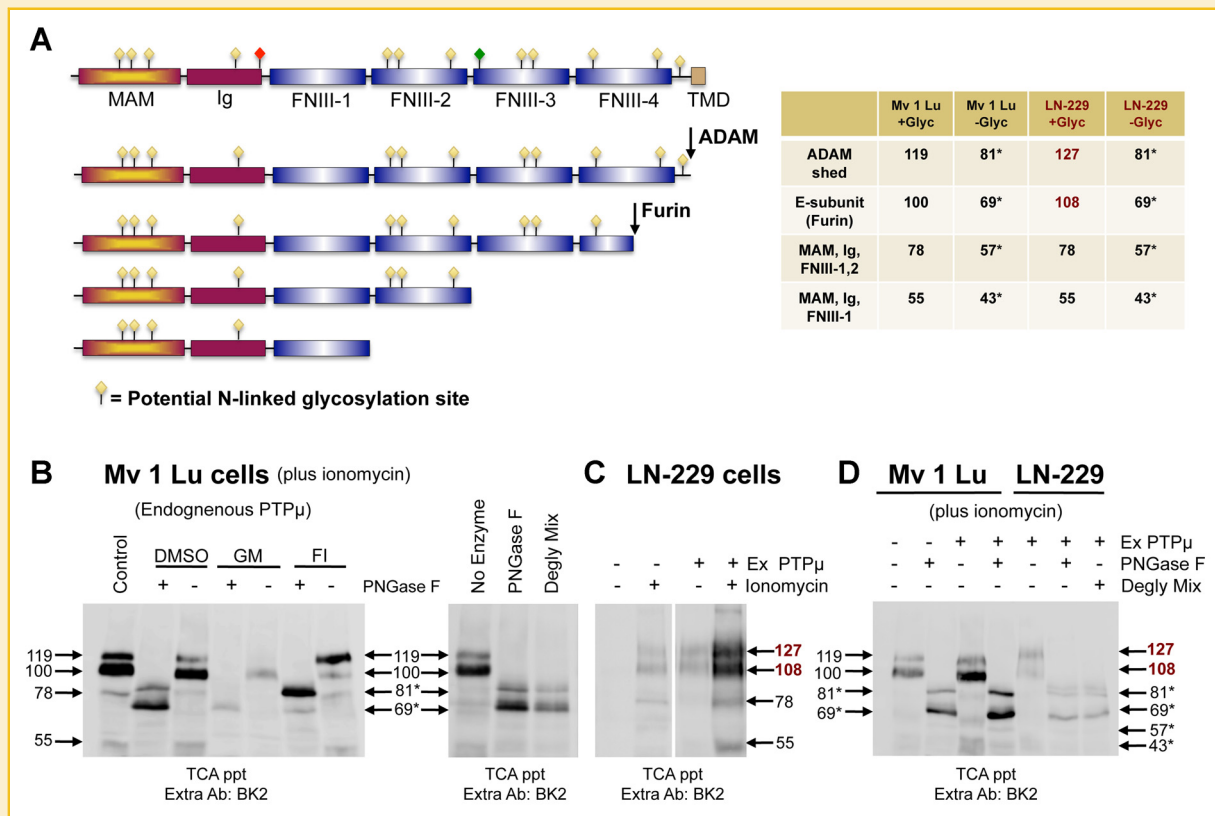 A
MAM Ig FNIII-1 FNIII-2 FNIII-3 FNIII-4 TMD
ADAM
Furin
= Potential N-linked glycosylation site
Mv 1 Lu +Glyc Mv 1 Lu -Glyc LN-229 +Glyc LN-229 -Glyc
ADAM shed 119 81* 127 81*
E-subunit (Furin) 100 69* 108 69*
MAM, Ig, FNIII-1,2 78 57* 78 57*
MAM, Ig, FNIII-1 55 43* 55 43*
B Mv 1 Lu cells (plus ionomycin)
(Endognenous PTPµ)
Control DMSO GM FI
+ - + - + - PNGase F
No Enzyme PNGase F Degly Mix
119
100
78
55
119
100
81*
69*
TCA ppt
Extra Ab: BK2
TCA ppt
Extra Ab: BK2
C LN-229 cells
- - + + Ex PTPµ
- + - + Ionomycin
127
108
78
55
TCA ppt
Extra Ab: BK2
D Mv 1 Lu LN-229
(plus ionomycin)
- - + + + + + Ex PTPµ
- + - + - + - PNGase F
+ Degly Mix
119
100
81*
69*
127
108
81*
69*
57*
43*
TCA ppt
Extra Ab: BK2